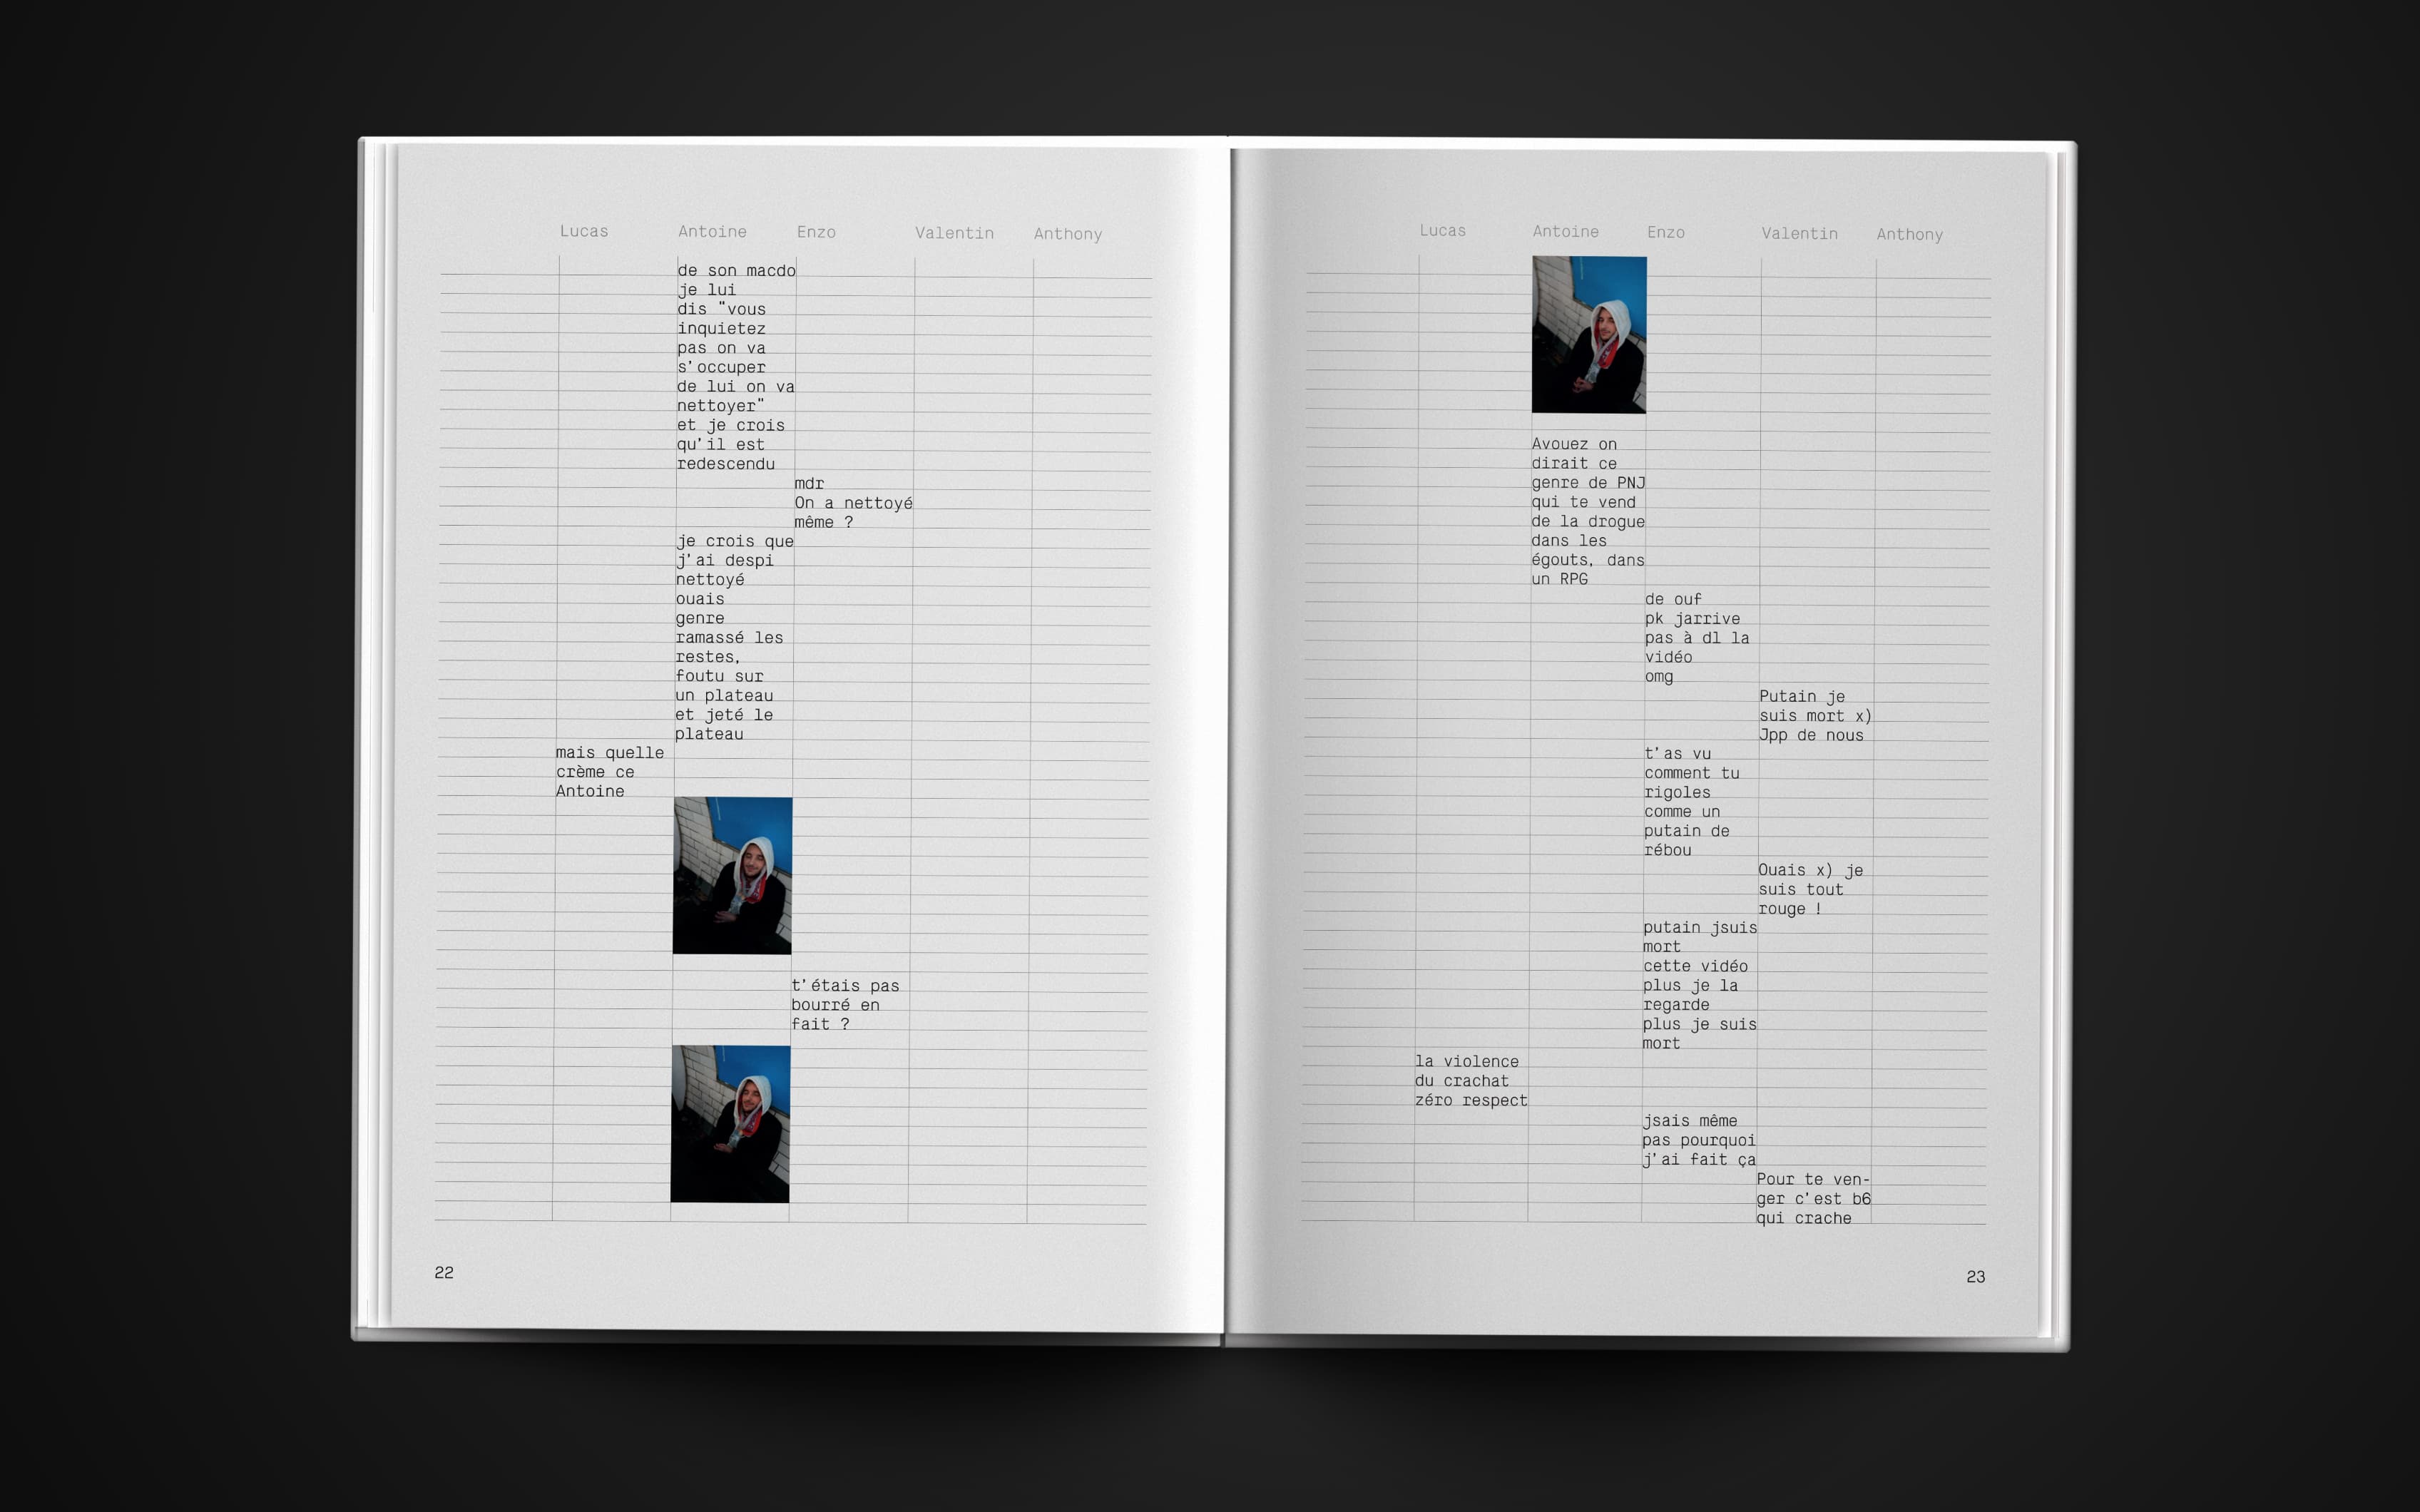 Lucas Antoine Enzo Valentin Anthony
de son macdo
je lui
dis "vous
inquietez
pas on va
s'occuper
de lui on va
nettoyer"
et je crois
qu'il est
redescendu
mdr
On a nettoyé
même ?
je crois que
j'ai despi
nettoyé
ouais
genre
ramassé les
restes,
foutu sur
un plateau
et jeté le
plateau
mais quelle
crème ce
Antoine
t'étais pas
bourré en
fait ?
22
Lucas Antoine Enzo Valentin Anthony
Avouez on
dirait ce
genre de PNJ
qui te vend
de la drogue
dans les
égouts, dans
un RPG
de ouf
pk jarrive
pas à dl la
vidéo
omg
Putain je
suis mort x)
Jpp de nous
t'as vu
comment tu
rigoles
comme un
putain de
rébou
Ouais x) je
suis tout
rouge !
putain jsuis
mort
cette vidéo
plus je la
regarde
plus je suis
mort
la violence
du crachat
zéro respect
jsais même
pas pourquoi
j'ai fait ça
Pour te ven-
ger c'est b6
qui crache
23